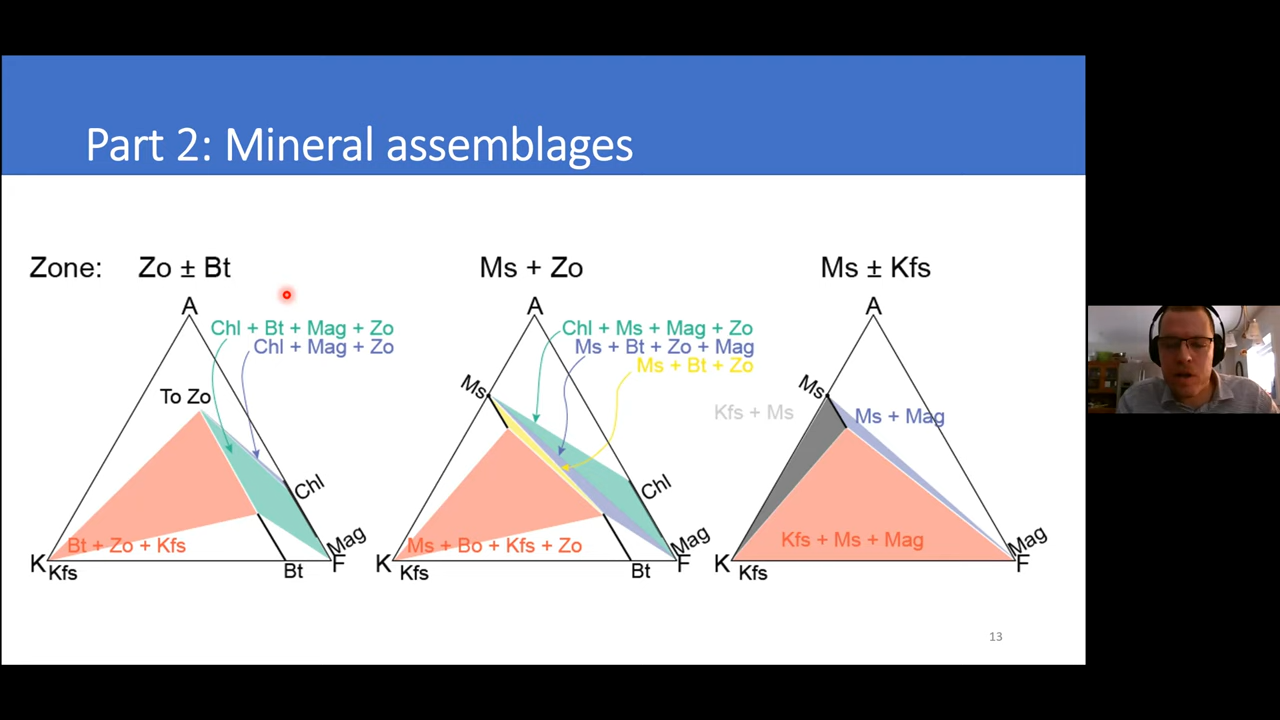 Part 2: Mineral assemblages
Zone: Zo ± Bt
Ms + Zo
Ms ± Kfs
A
Chl + Bt + Mag + Zo
Chl + Mag + Zo
To Zo
Chl
Mag
Bt + Zo + Kfs
K
Kfs
Bt
F
A
Chl + Ms + Mag + Zo
Ms + Bt + Zo + Mag
Ms + Bt + Zo
Ms
Chl
Mag
Ms + Bo + Kfs + Zo
K
Kfs
Bt
F
A
Ms
Kfs + Ms
Ms + Mag
Mag
Kfs + Ms + Mag
K
Kfs
F
13